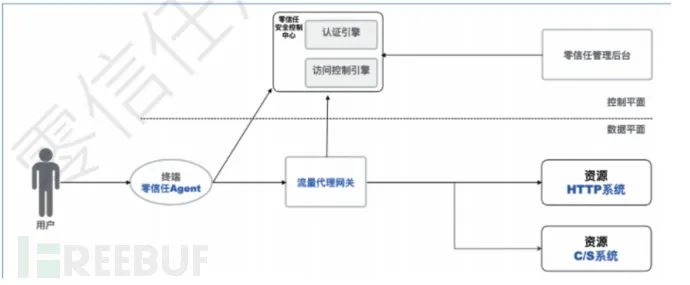 零信任
安全控制
中心
认证引擎
访问控制引擎
零信任管理后台
控制平面
数据平面
用户
终端
零信任Agent
流量代理网关
资源
HTTP系统
资源
C/S系统
零信任
FREEBUF